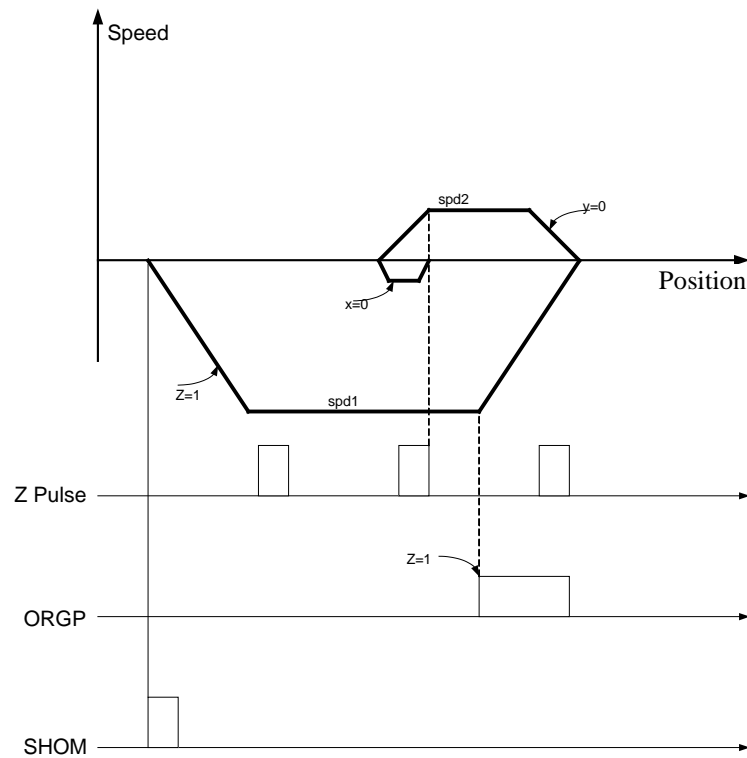 Speed
spd2
y=0
Position
x=0
Z=1
spd1
Z Pulse
Z=1
ORGP
SHOM